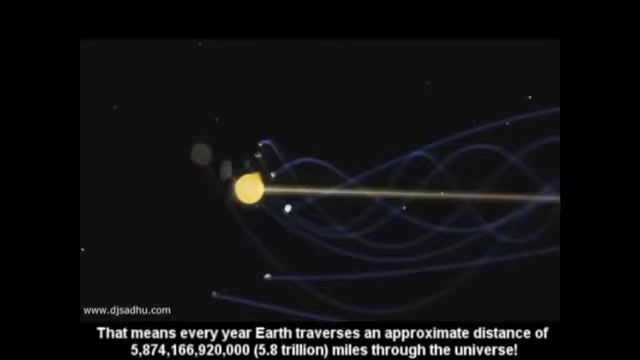 www.djsadhu.com
That means every year Earth traverses an approximate distance of
5,874,166,920,000 (5.8 trillion) miles through the universe!